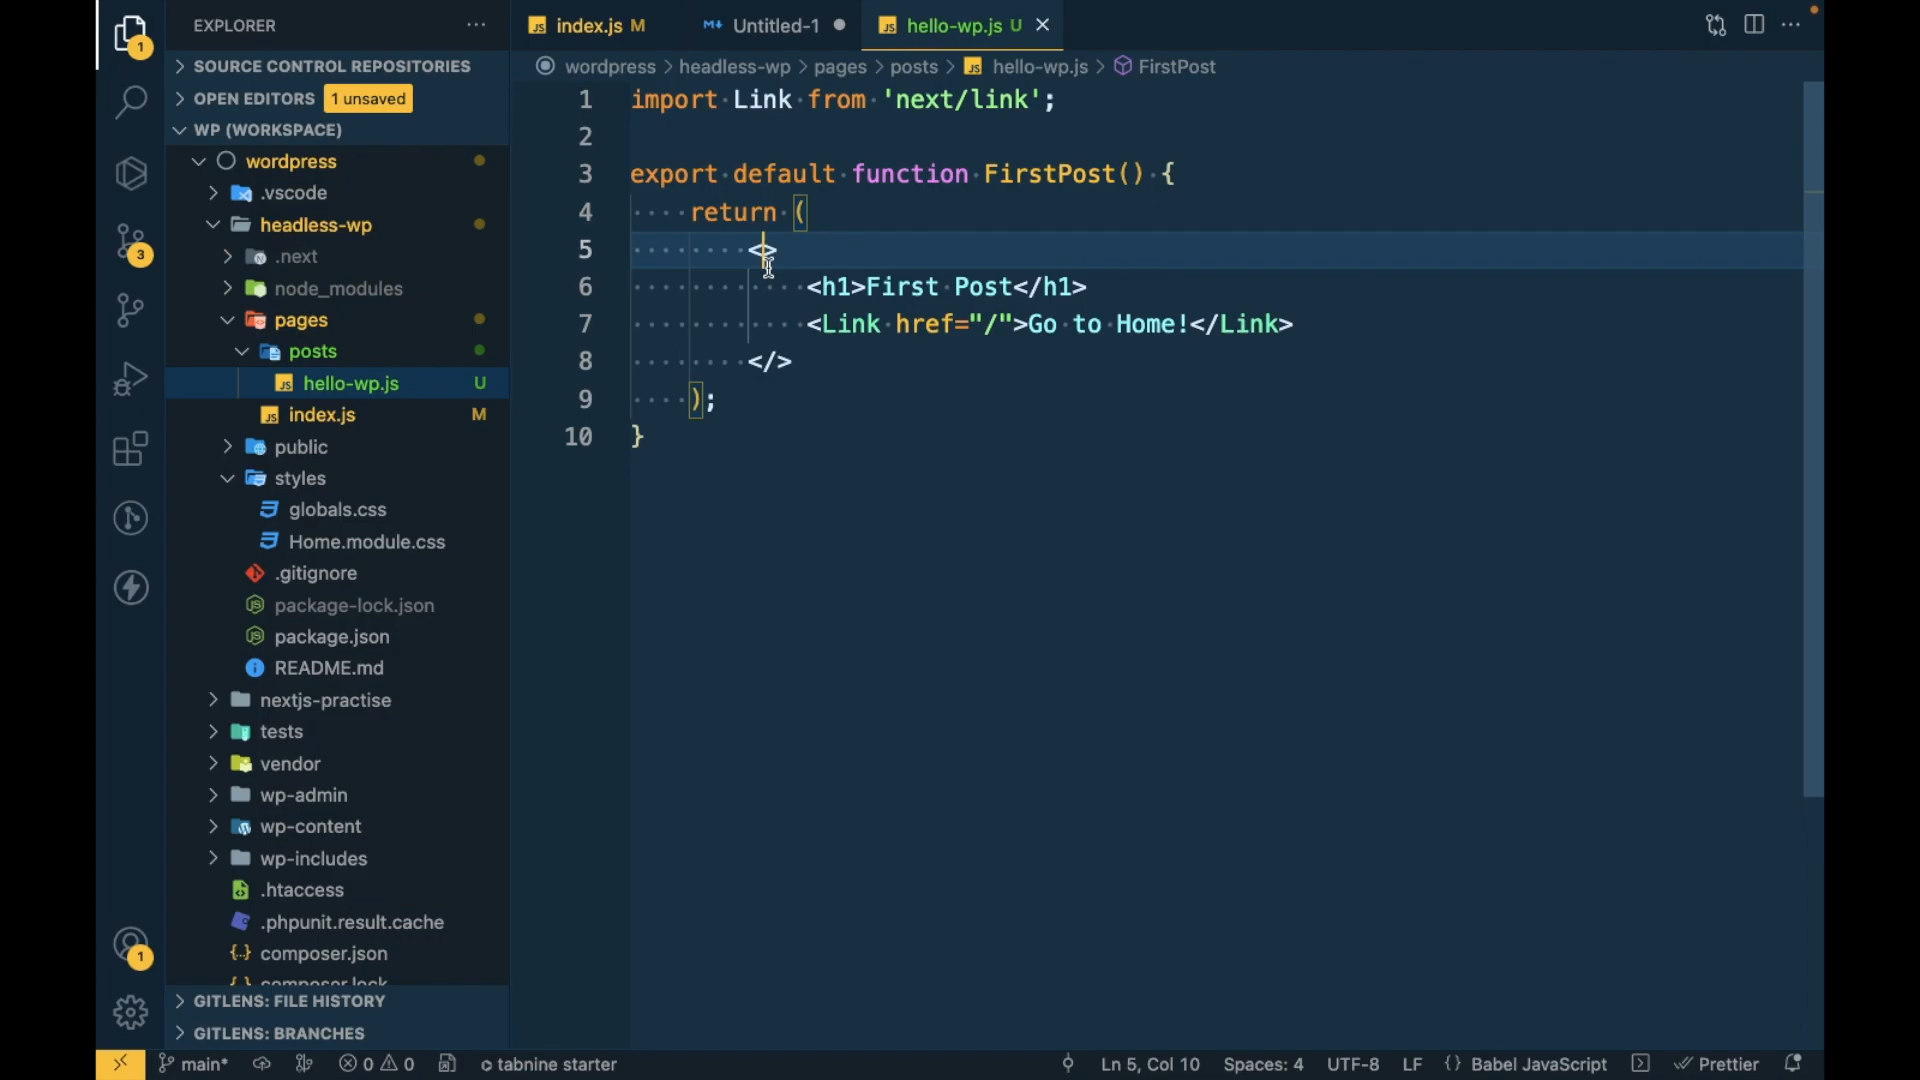 EXPLORER
SOURCE CONTROL REPOSITORIES
OPEN EDITORS 1 unsaved
WP (WORKSPACE)
wordpress
.vscode
headless-wp
.next
node_modules
pages
posts
hello-wp.js U
index.js M
public
styles
globals.css
Home.module.css
.gitignore
package-lock.json
package.json
README.md
nextjs-practise
tests
vendor
wp-admin
wp-content
wp-includes
.htaccess
.phpunit.result.cache
composer.json
composer.lock
GITLENS: FILE HISTORY
GITLENS: BRANCHES
1
3
1
index.js M
Untitled-1
hello-wp.js U
wordpress > headless-wp > pages > posts > hello-wp.js > FirstPost
1 import Link from 'next/link';
2
3 export default function FirstPost() {
4 return (
5 <>
6 <h1>First Post</h1>
7 <Link href="/">Go to Home!</Link>
8 </>
9 );
10 }
main* 0 0 tabnine starter Ln 5, Col 10 Spaces: 4 UTF-8 LF {} Babel JavaScript Prettier